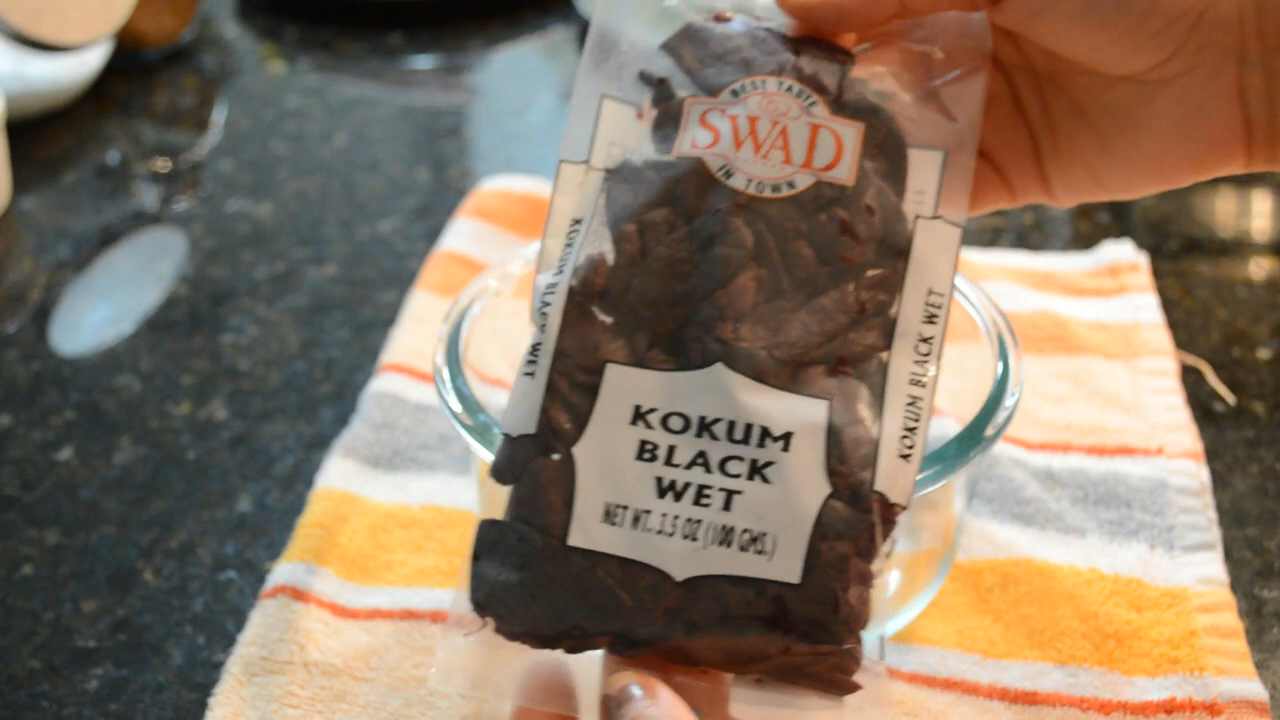 BEST TASTE
SWAD
IN TOWN
KOKUM BLACK WET
KOKUM BLACK WET
KOKUM
BLACK
WET
NET WT. 3.5 OZ (100 GMS.)